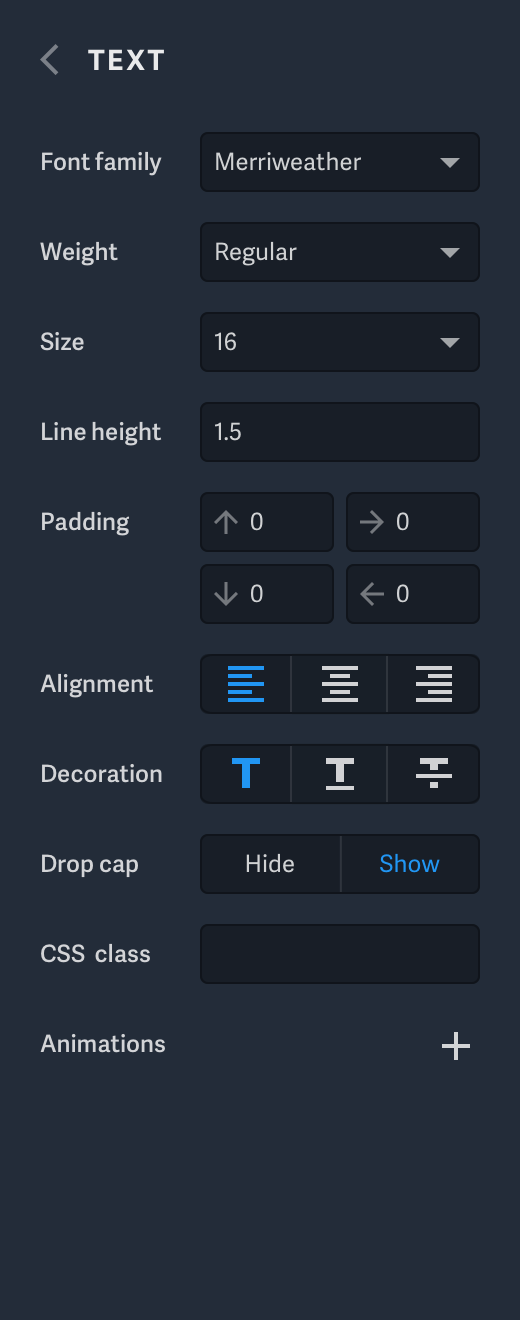 TEXT
Font family Merriweather
Weight Regular
Size 16
Line height 1.5
Padding 0 0
0 0
Alignment
Decoration T T T
Drop cap Hide Show
CSS class
Animations